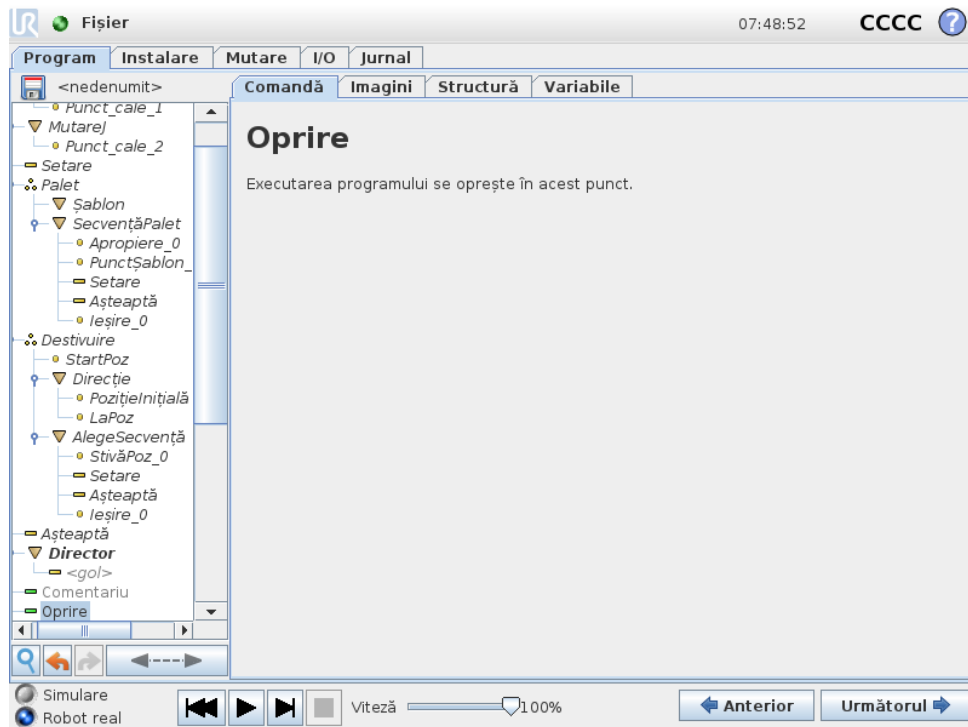 UR Fișier 07:48:52 CCCC ?
Program Instalare Mutare I/O Jurnal
<nedenumit> Comandă Imagini Structură Variabile
Punct_cale_1
MutareJ
Punct_cale_2
Setare
Palet
Șablon
SecvențăPalet
Apropiere_0
PunctȘablon_
Setare
Așteaptă
Ieșire_0
Destivuire
StartPoz
Direcție
PozițieInițială
LaPoz
AlegeSecvență
StivăPoz_0
Setare
Așteaptă
Ieșire_0
Așteaptă
Director
<gol>
Comentariu
Oprire
Oprire
Executarea programului se oprește în acest punct.
Simulare
Robot real
Viteză 100%
Anterior Următorul